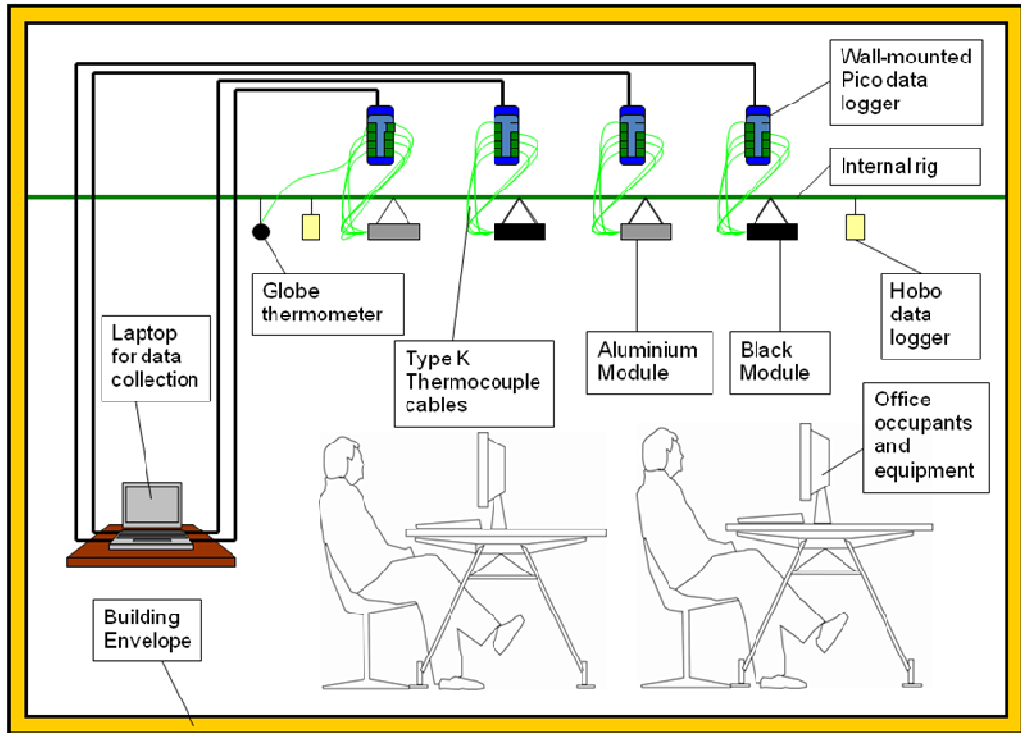 Wall-mounted
Pico data
logger
Internal rig
Globe
thermometer
Hobo
data
logger
Laptop
for data
collection
Type K
Thermocouple
cables
Aluminium
Module
Black
Module
Office
occupants
and
equipment
Building
Envelope